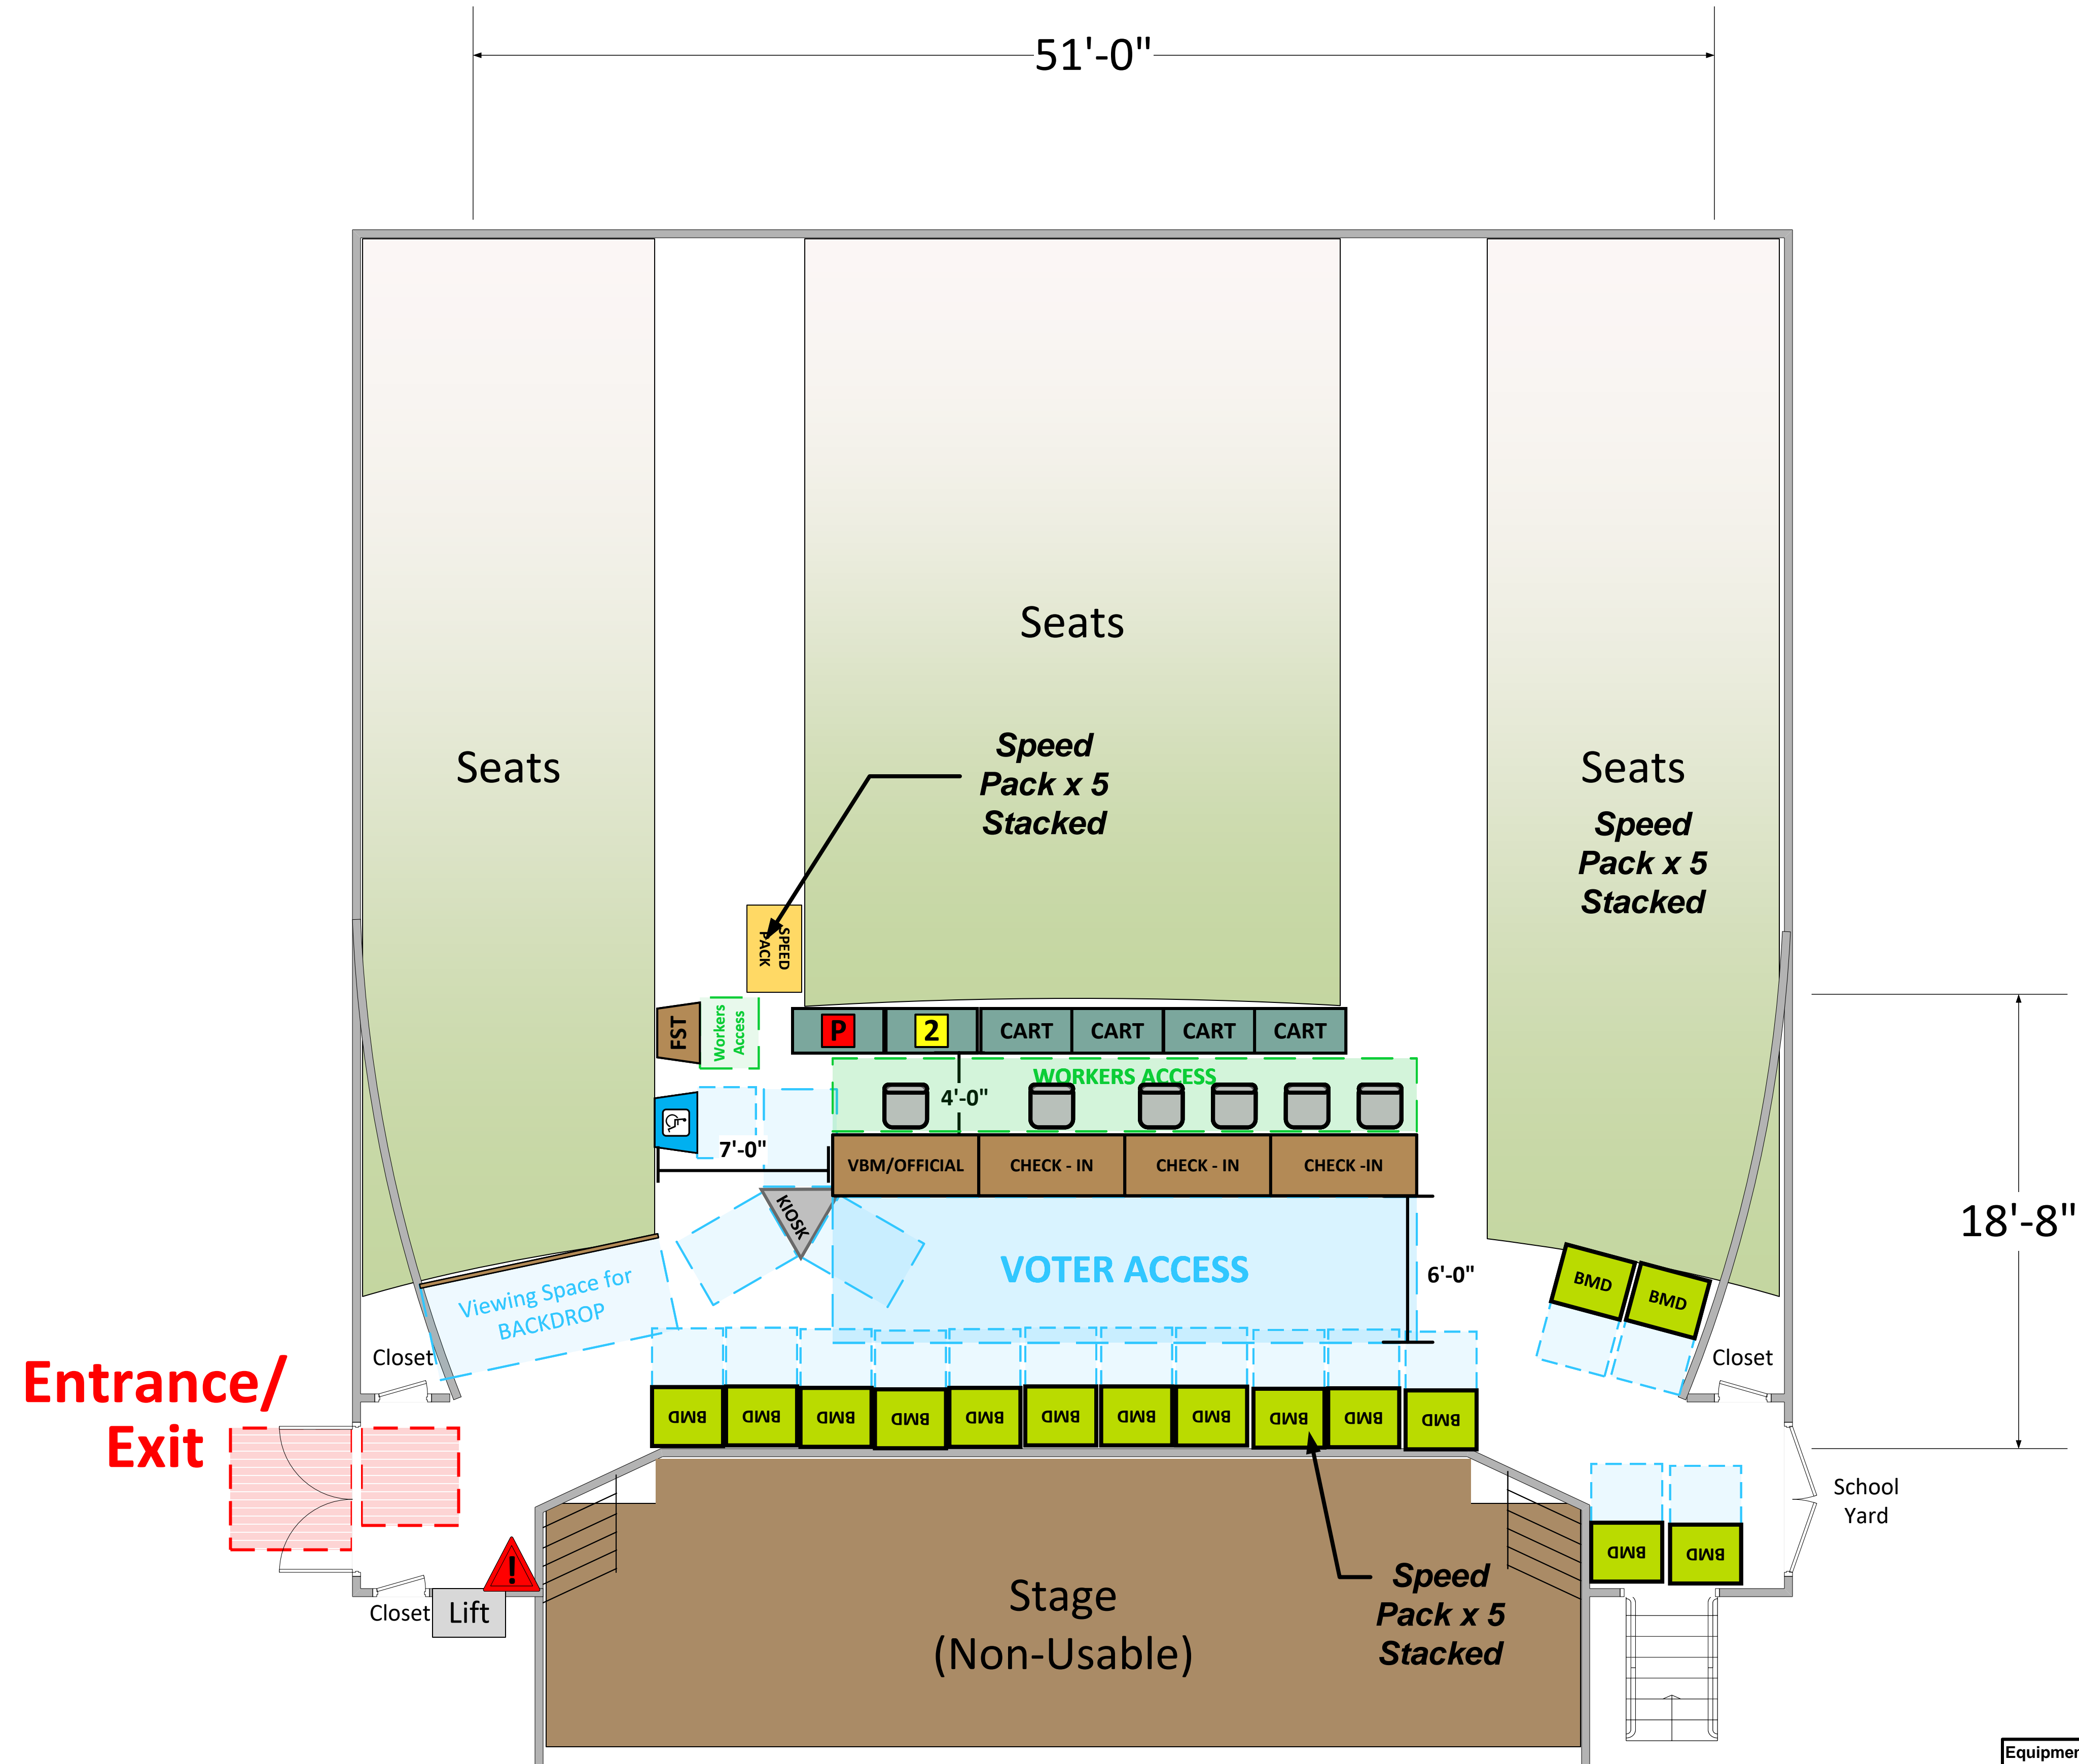 51'-0"
Seats
Speed
Pack x 5
Stacked
Seats
Seats
Speed
Pack x 5
Stacked
SPEED
PACK
FST
Workers
Access
P
2
CART
CART
CART
CART
WORKERS ACCESS
4'-0"
7'-0"
VBM/OFFICIAL
CHECK - IN
CHECK - IN
CHECK -IN
KIOSK
18'-8"
VOTER ACCESS
6'-0"
Viewing Space for
BACKDROP
BMD
BMD
Closet
Closet
Entrance/
Exit
BMD
BMD
BMD
BMD
BMD
BMD
BMD
BMD
BMD
BMD
BMD
School
Yard
BMD
BMD
!
Closet
Lift
Stage
(Non-Usable)
Speed
Pack x 5
Stacked